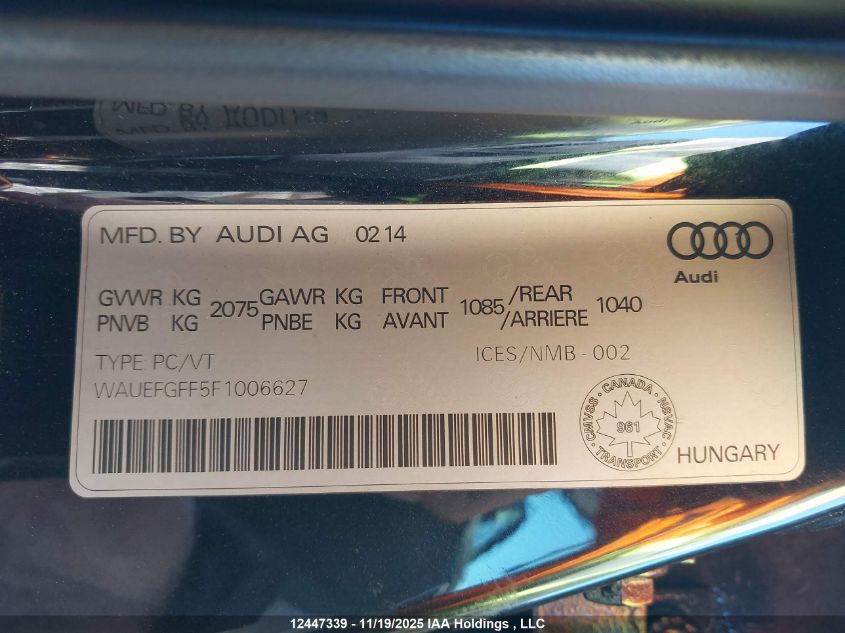 MFD. BY AUDI AG 02 14
Audi
GVWR KG 2075 GAWR KG FRONT 1085 /REAR 1040
PNVB KG PNBE KG AVANT /ARRIERE
TYPE: PC/VT ICES/NMB - 002
WAUEFGFF5F1006627
CANADA
CMVSS NSVAC
961
TRANSPORT
HUNGARY
12447339 - 11/19/2025 IAA Holdings , LLC